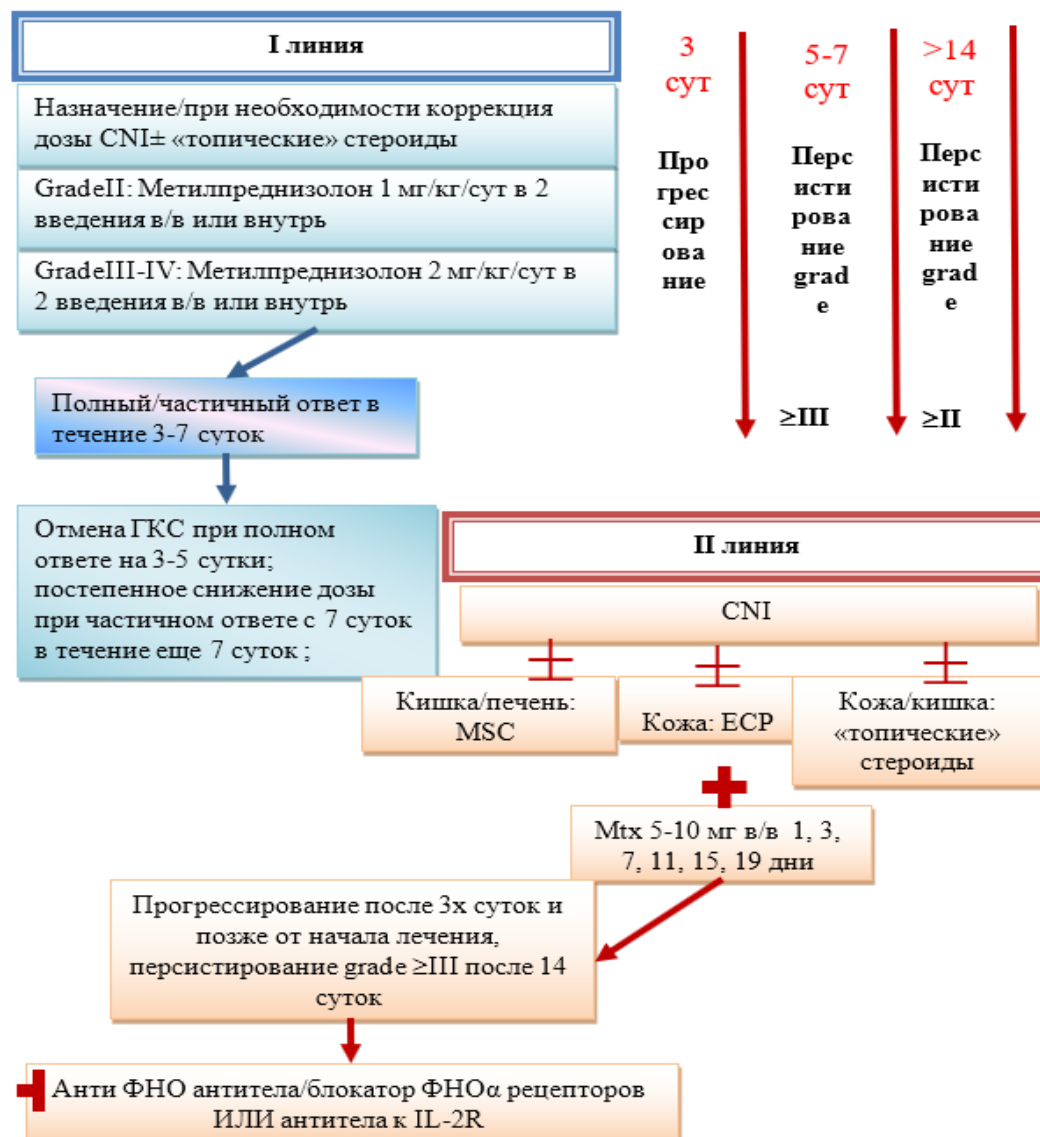 I линия
Назначение/при необходимости коррекция
дозы CNI± «топические» стероиды
GradeII: Метилпреднизолон 1 мг/кг/сут в 2
введения в/в или внутрь
GradeIII-IV: Метилпреднизолон 2 мг/кг/сут в
2 введения в/в или внутрь
3
сут
Про
грес
сир
ова
ние
5-7
сут
Перс
исти
рова
ние
grad
e
≥III
>14
сут
Перс
исти
рова
ние
grad
e
≥II
Полный/частичный ответ в
течение 3-7 суток
Отмена ГКС при полном
ответе на 3-5 сутки;
постепенное снижение дозы
при частичном ответе с 7 суток
в течение еще 7 суток ;
II линия
CNI
Кишка/печень:
MSC
Кожа: ECP
Кожа/кишка:
«топические»
стероиды
Mtx 5-10 мг в/в 1, 3,
7, 11, 15, 19 дни
Прогрессирование после 3х суток и
позже от начала лечения,
персистирование grade ≥III после 14
суток
Анти ФНО антитела/блокатор ФНОα рецепторов
ИЛИ антитела к IL-2R